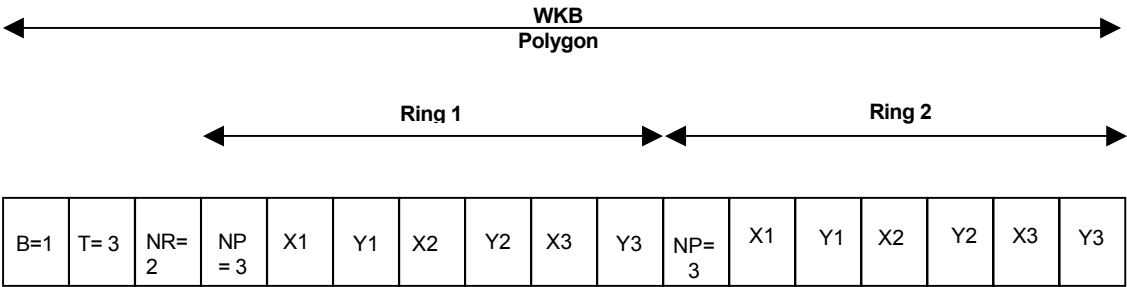 WKB
Polygon
Ring 1
Ring 2
B=1
T= 3
NR=
2
NP
= 3
X1
Y1
X2
Y2
X3
Y3
NP=
3
X1
Y1
X2
Y2
X3
Y3